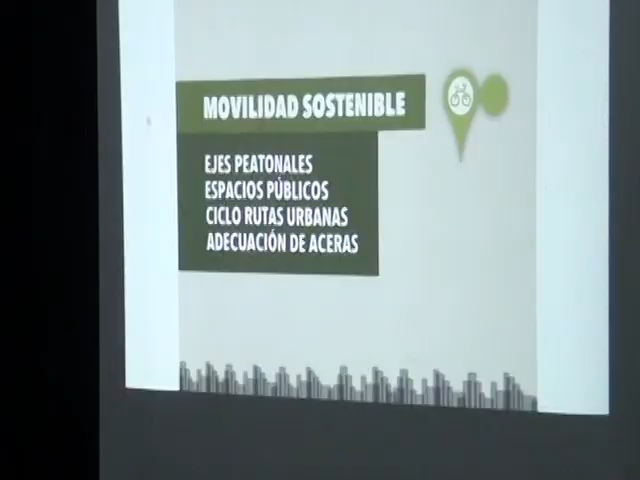 MOVILIDAD SOSTENIBLE
EJES PEATONALES
ESPACIOS PÚBLICOS
CICLO RUTAS URBANAS
ADECUACIÓN DE ACERAS